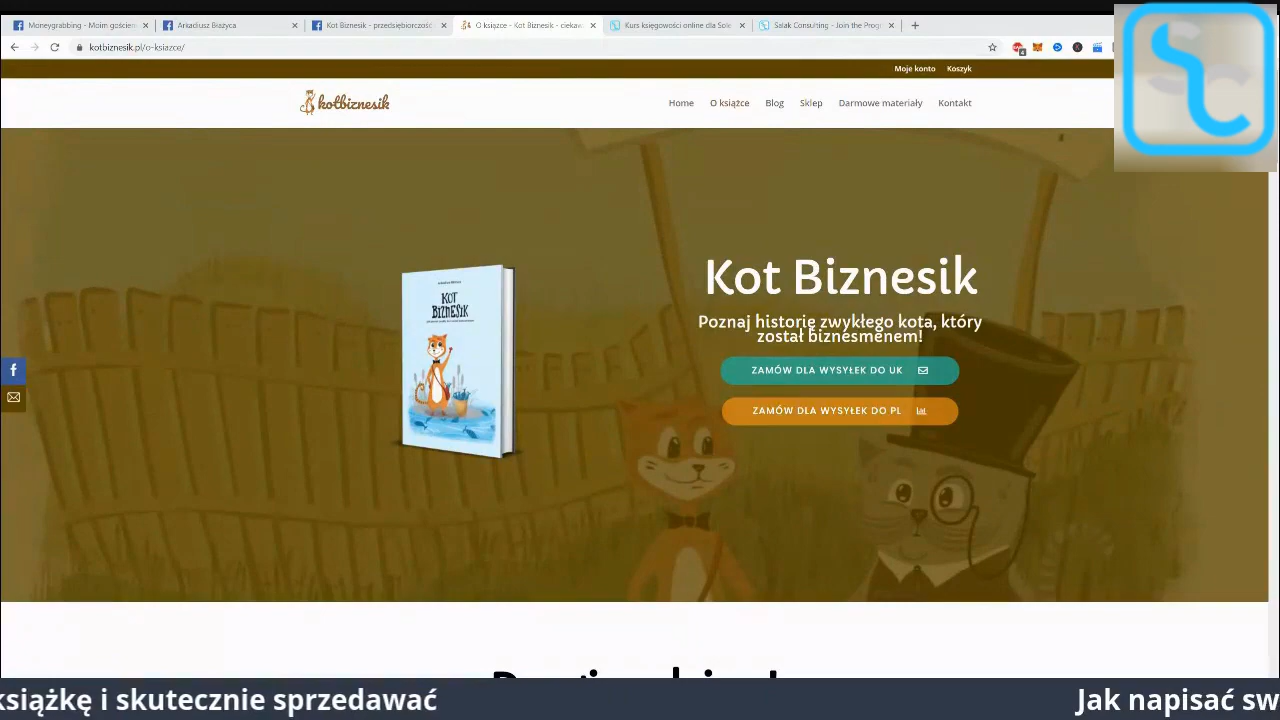 Moneygrabbing - Moim gościem
Arkadiusz Błażyca
Kot Biznesik - przedsiębiorczość
O książce - Kot Biznesik - ciekaw
Kurs księgowości online dla Sole
Salak Consulting - Join the Prog
kotbiznesik.pl/o-ksiazce/
Moje konto Koszyk
kotbiznesik
Home O książce Blog Sklep Darmowe materiały Kontakt
Kot Biznesik
Poznaj historię zwykłego kota, który
został biznesmenem!
ZAMÓW DLA WYSYŁEK DO UK
ZAMÓW DLA WYSYŁEK DO PL
KOT
BIZNESIK
książkę i skutecznie sprzedawać
Jak napisać sw